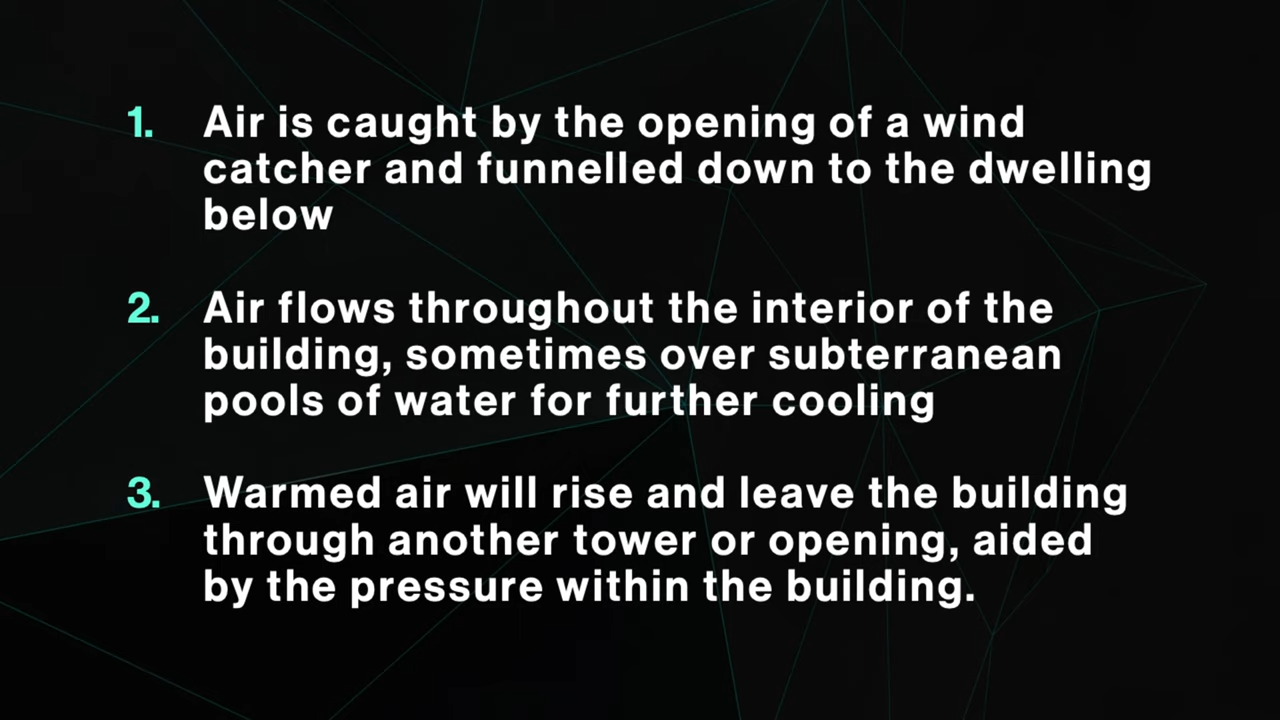 1. Air is caught by the opening of a wind
catcher and funnelled down to the dwelling
below
2. Air flows throughout the interior of the
building, sometimes over subterranean
pools of water for further cooling
3. Warmed air will rise and leave the building
through another tower or opening, aided
by the pressure within the building.